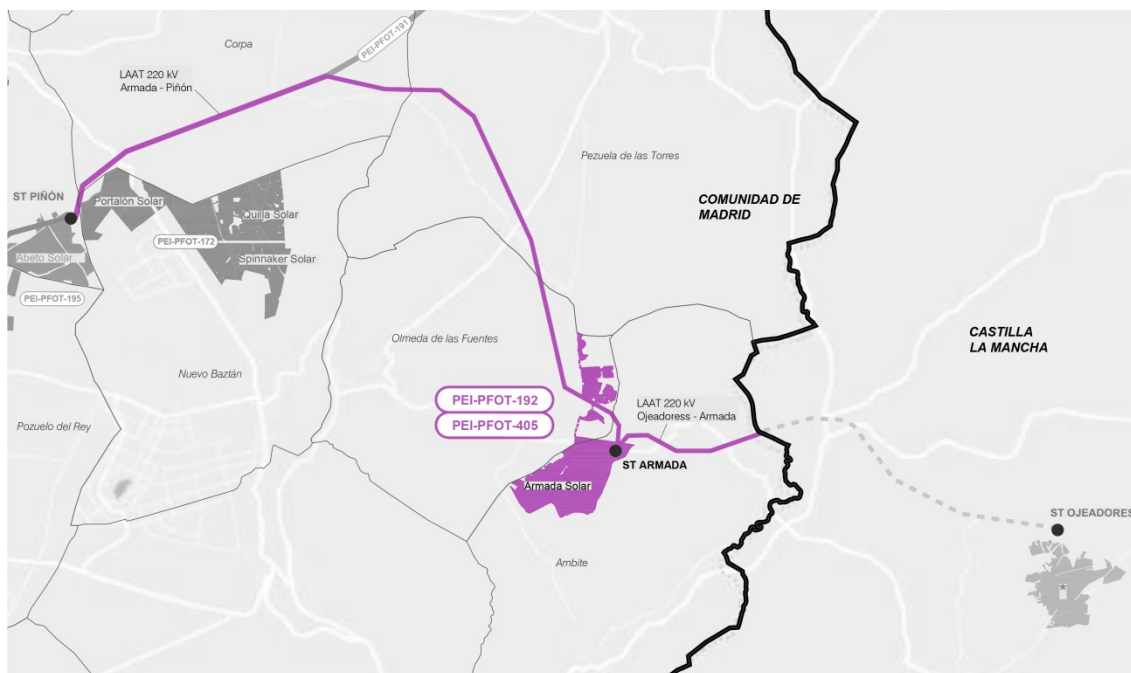 Corpa
PEI-PFOT-191
LAAT 220 kV
Armada - Piñón
Pezuela de las Torres
ST PIÑÓN
Portalón Solar
Quilla Solar
COMUNIDAD DE
MADRID
PEI-PFOT-172
Abeto Solar
Spinnaker Solar
PEI-PFOT-195
Olmeda de las Fuentes
CASTILLA
LA MANCHA
Nuevo Baztán
PEI-PFOT-192
LAAT 220 kV
Ojeadoress - Armada
Pozuelo del Rey
PEI-PFOT-405
ST ARMADA
Armada Solar
ST OJEADORES
Ambite
*